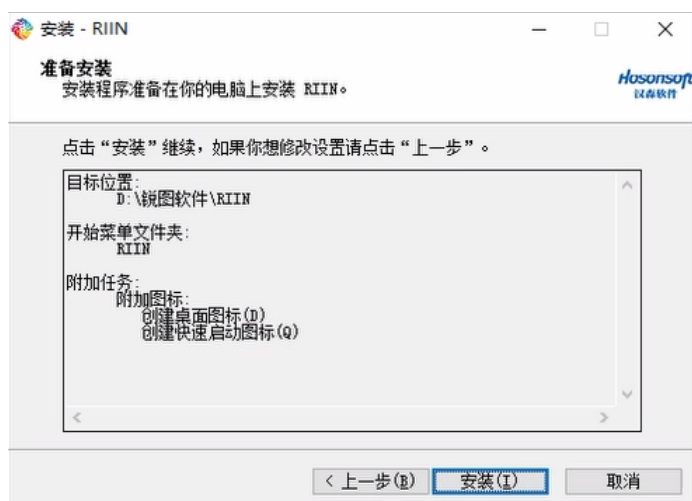 安装 - RIIN
准备安装
安装程序准备在你的电脑上安装 RIIN。
Hosonsoft
汉森软件
点击“安装”继续，如果你想修改设置请点击“上一步”。
目标位置:
D:\锐图软件\RIIN
开始菜单文件夹:
RIIN
附加任务:
附加图标:
创建桌面图标(D)
创建快速启动图标(Q)
< 上一步(B)
安装(I)
取消